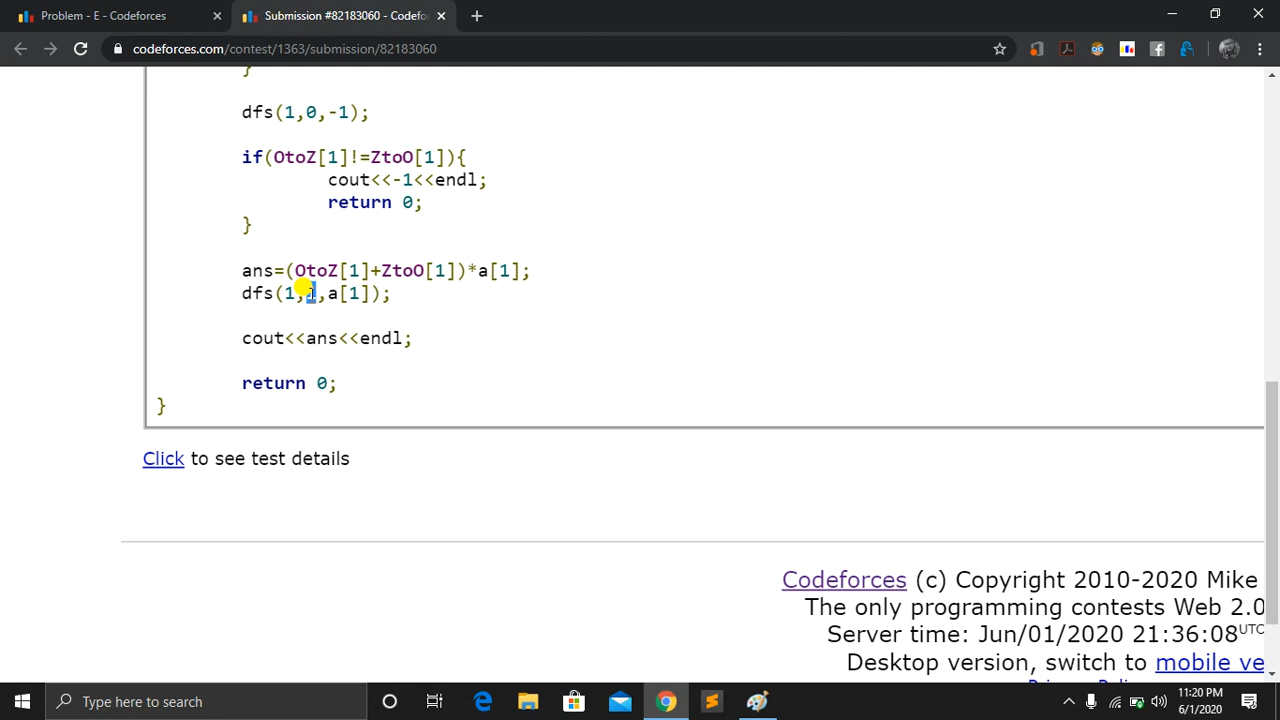 Problem - E - Codeforces
Submission #82183060 - Codefo
codeforces.com/contest/1363/submission/82183060
}
dfs(1,0,-1);
if(OtoZ[1]!=ZtoO[1]){
cout<<-1<<endl;
return 0;
}
ans=(OtoZ[1]+ZtoO[1])*a[1];
dfs(1, ,a[1]);
cout<<ans<<endl;
return 0;
}
Click to see test details
Codeforces (c) Copyright 2010-2020 Mike
The only programming contests Web 2.0
Server time: Jun/01/2020 21:36:08UTC
Desktop version, switch to mobile ve
Type here to search
11:20 PM
6/1/2020